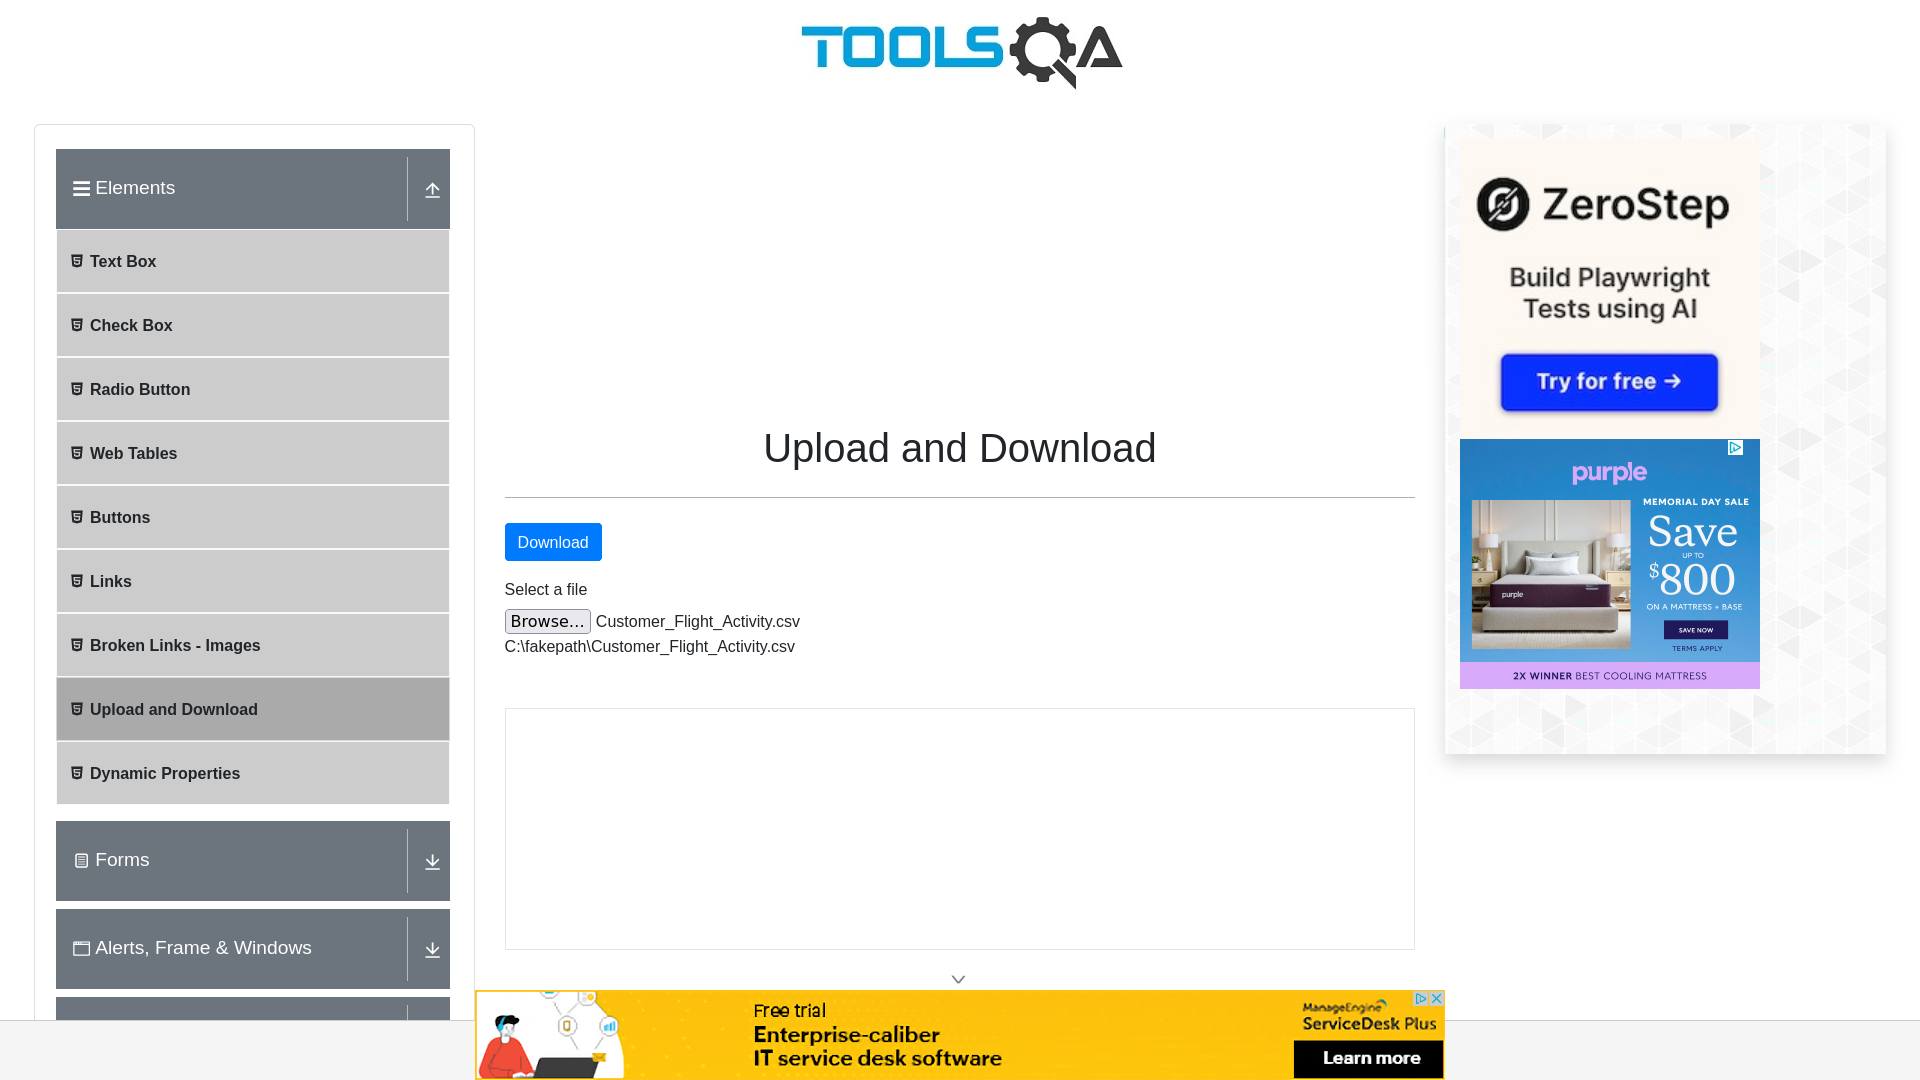 TOOLSQA
Elements
Text Box
Check Box
Radio Button
Web Tables
Buttons
Links
Broken Links - Images
Upload and Download
Dynamic Properties
Forms
Alerts, Frame & Windows
Upload and Download
Download
Select a file
Browse... Customer_Flight_Activity.csv
C:\fakepath\Customer_Flight_Activity.csv
ZeroStep
Build Playwright
Tests using AI
Try for free →
purple
MEMORIAL DAY SALE
Save
UP TO
$800
ON A MATTRESS + BASE
SAVE NOW
TERMS APPLY
purple
2X WINNER BEST COOLING MATTRESS
Free trial
Enterprise-caliber
IT service desk software
ManageEngine
ServiceDesk Plus
Learn more